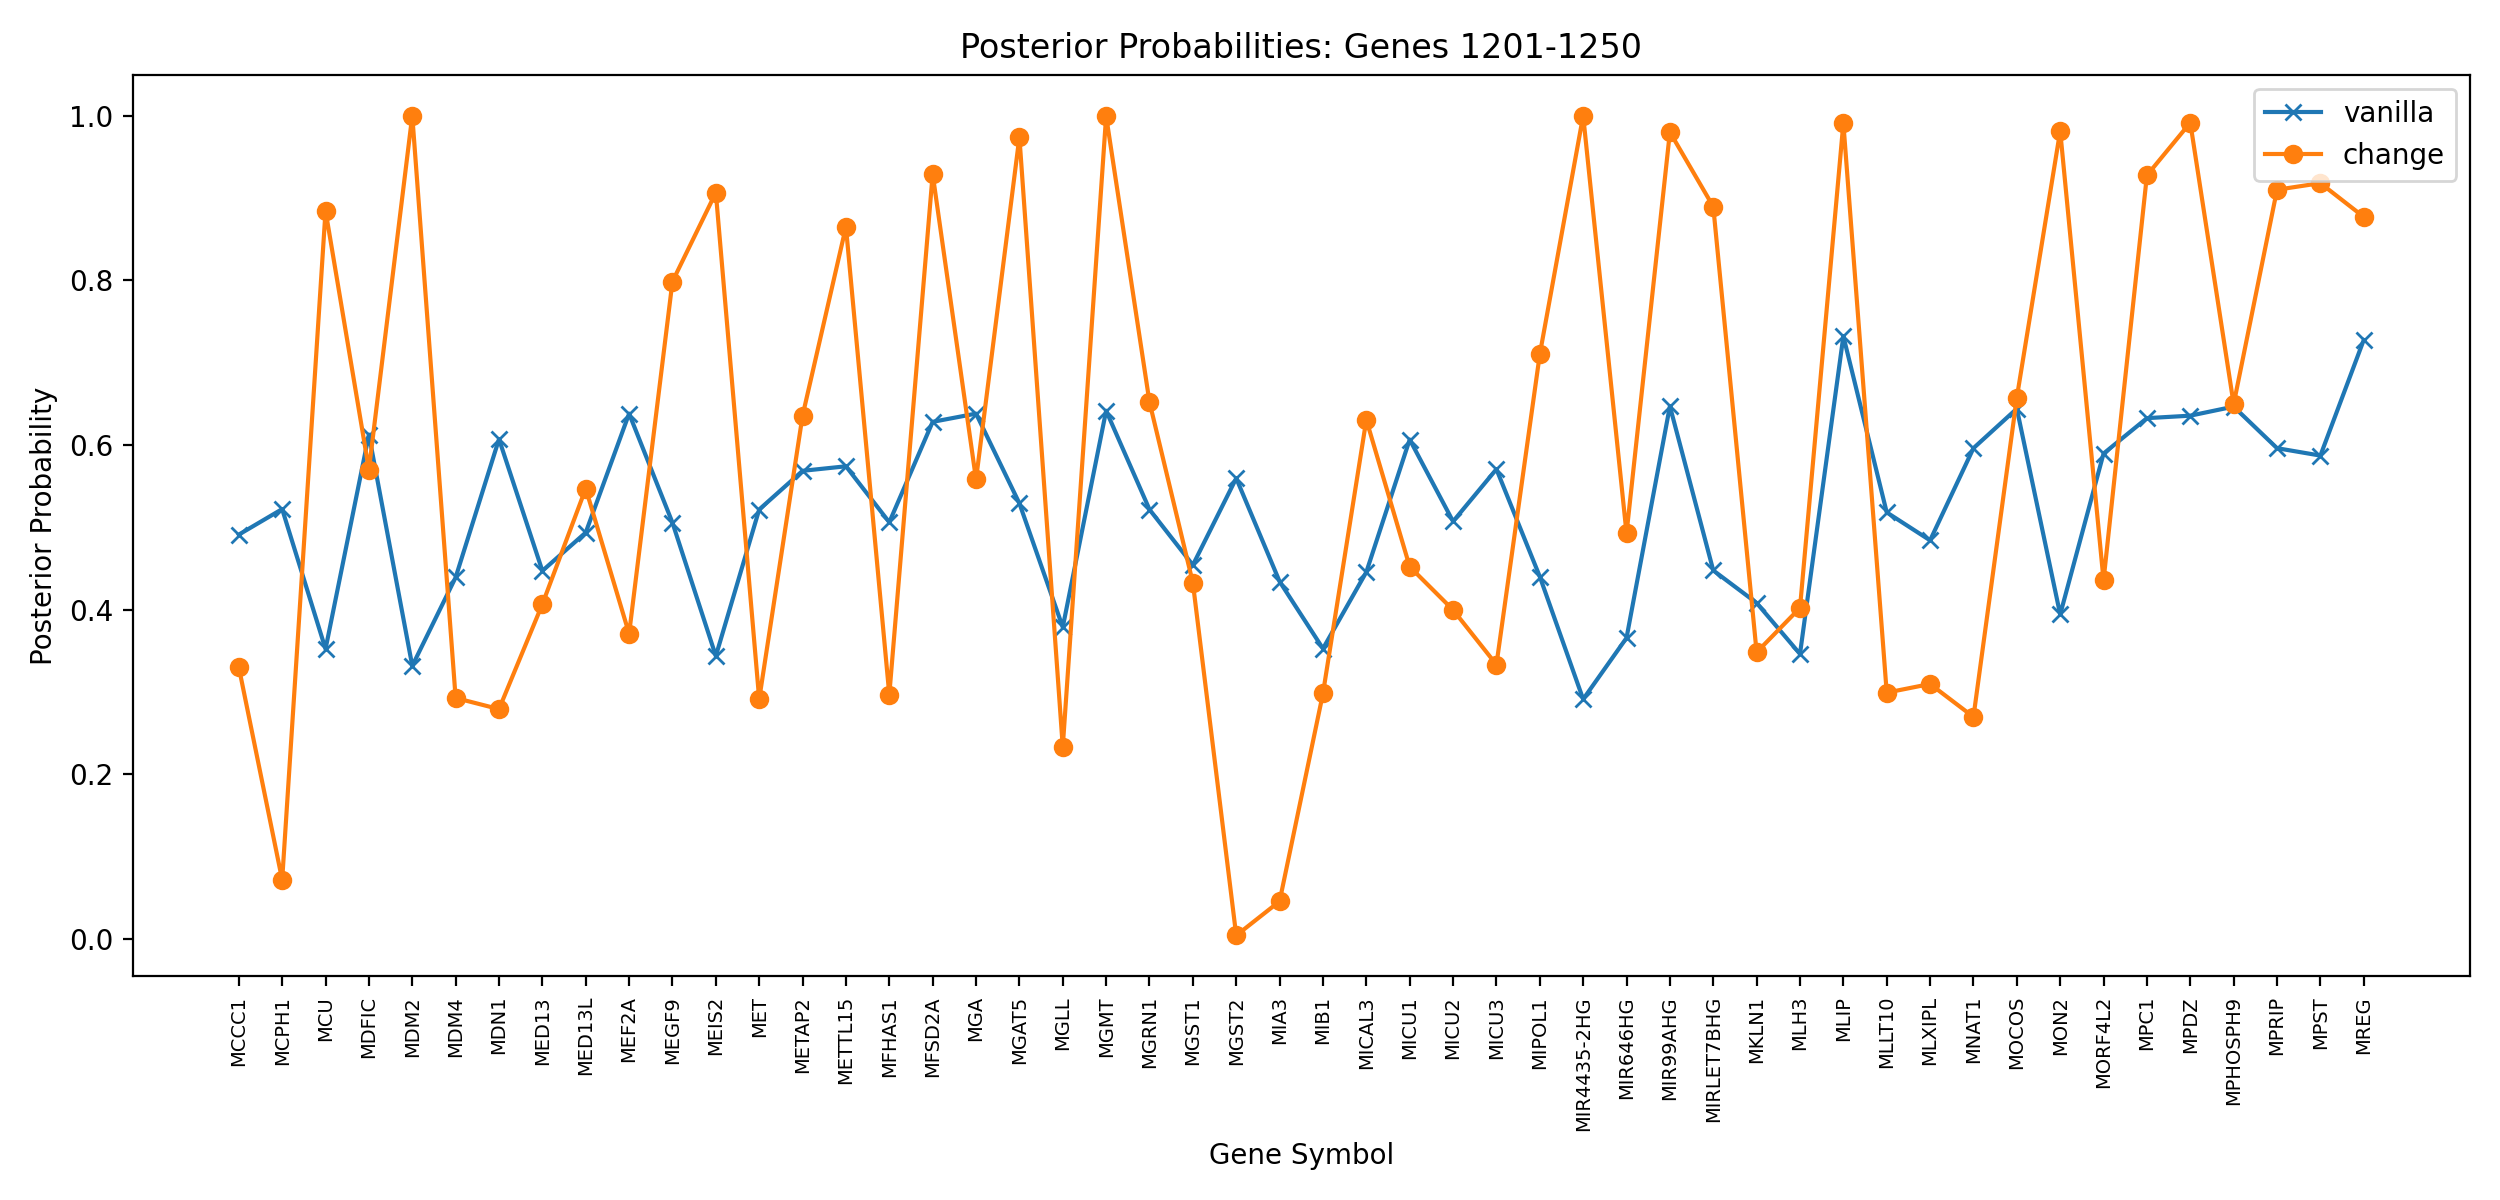 Posterior Probabilities: Genes 1201-1250
1.0
0.8
0.6
0.4
0.2
0.0
Posterior Probability
vanilla
change
MCCC1
MCPH1
MCU
MDFIC
MDM2
MDM4
MDN1
MED13
MED13L
MEF2A
MEGF9
MEIS2
MET
METAP2
METTL15
MFHAS1
MFSD2A
MGA
MGAT5
MGLL
MGMT
MGRN1
MGST1
MGST2
MIA3
MIB1
MICAL3
MICU1
MICU2
MICU3
MIPOL1
MIR4435-2HG
MIR646HG
MIR99AHG
MIRLET7BHG
MKLN1
MLH3
MLIP
MLLT10
MLXIPL
MNAT1
MOCOS
MON2
MORF4L2
MPC1
MPDZ
MPHOSPH9
MPRIP
MPST
MREG
Gene Symbol